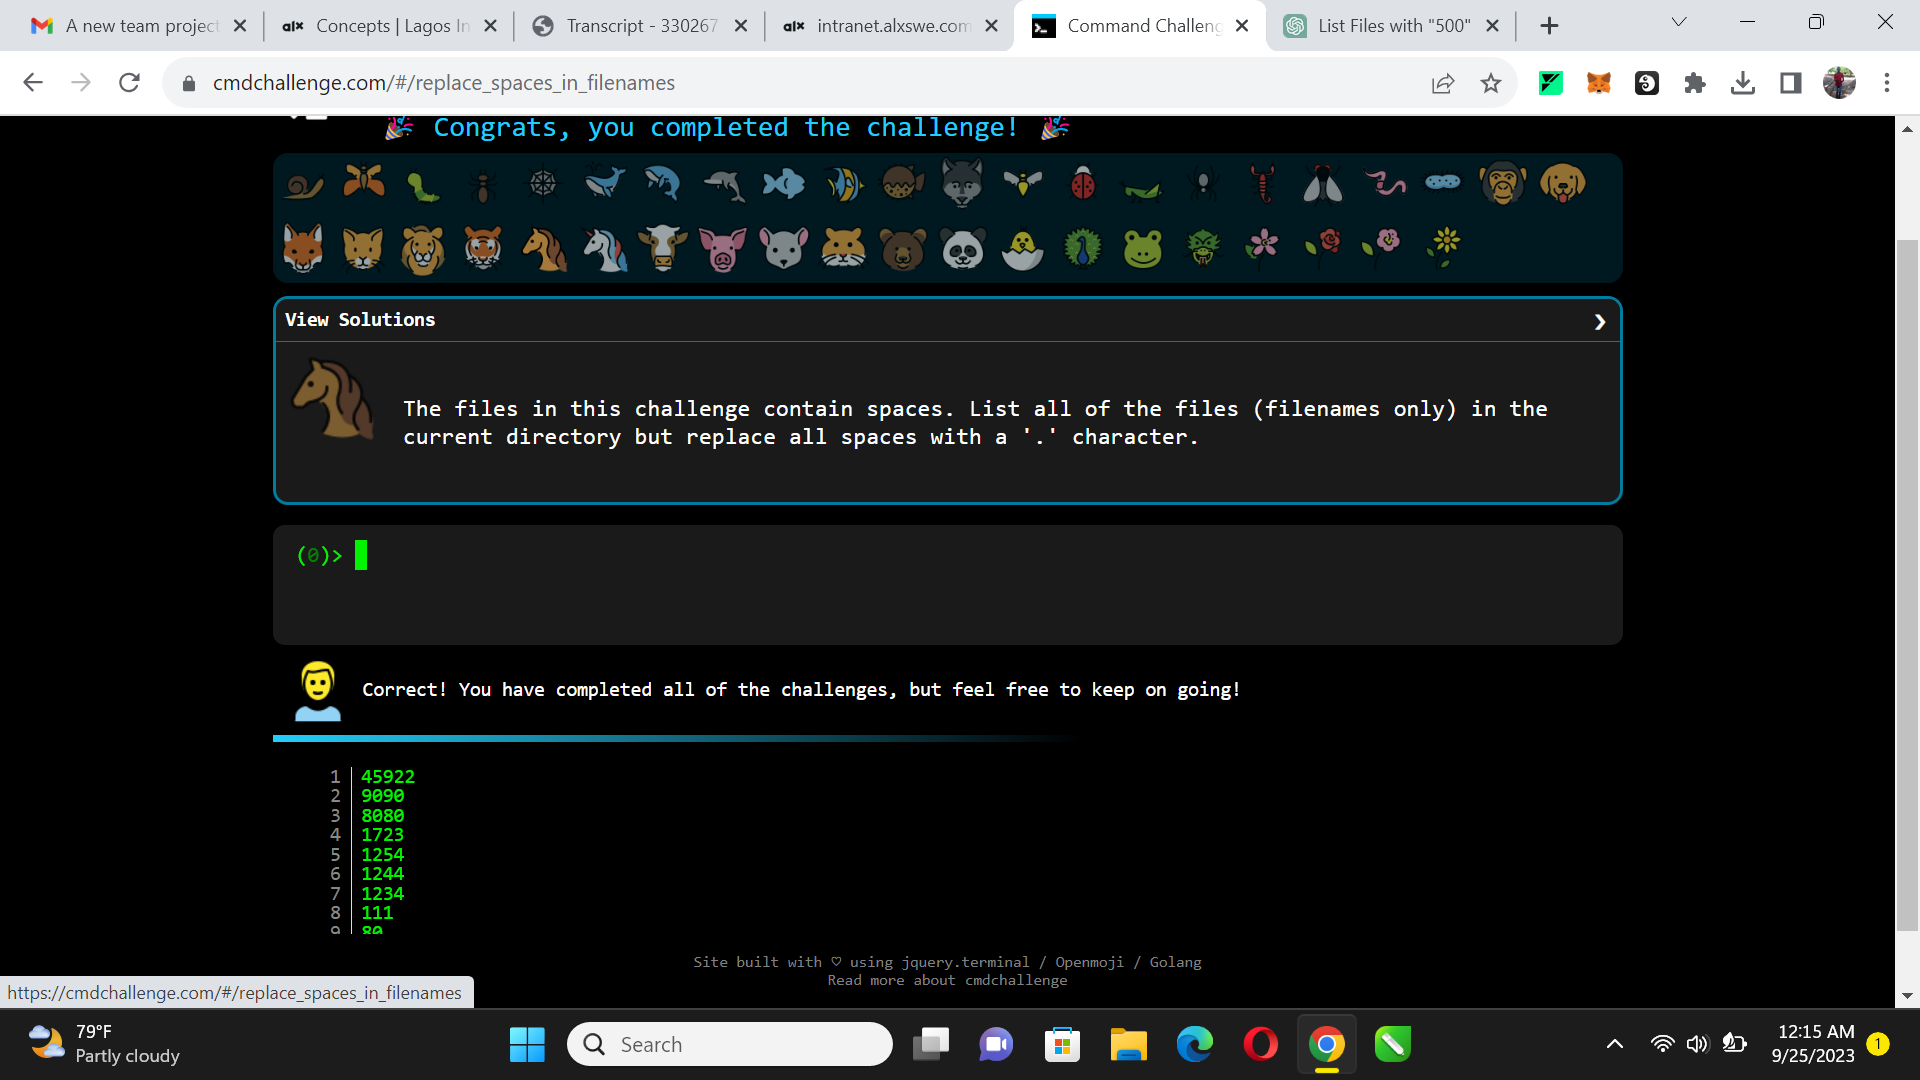 A new team project
Concepts | Lagos In
Transcript - 330267
intranet.alxswe.com
Command Challeng
List Files with "500"
cmdchallenge.com/#/replace_spaces_in_filenames
🎉 Congrats, you completed the challenge! 🎉
View Solutions
The files in this challenge contain spaces. List all of the files (filenames only) in the
current directory but replace all spaces with a '.' character.
(0)>
Correct! You have completed all of the challenges, but feel free to keep on going!
1 45922
2 9090
3 8080
4 1723
5 1254
6 1244
7 1234
8 111
9 80
Site built with ♡ using jquery.terminal / Openmoji / Golang
Read more about cmdchallenge
https://cmdchallenge.com/#/replace_spaces_in_filenames
79°F
Partly cloudy
Search
12:15 AM
9/25/2023
1